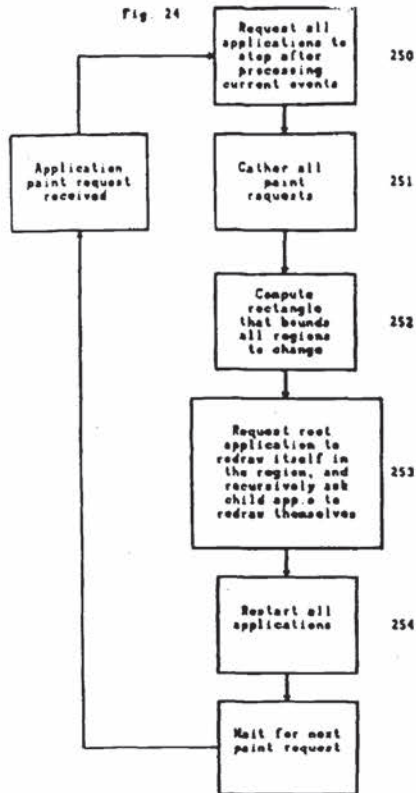 Fig. 24
Request all
applications to
stop after
processing
current events
250
Application
paint request
received
Gather all
paint
requests
251
Compute
rectangle
that bounds
all regions
to change
252
Request root
application to
redraw itself in
the region, and
recursively ask
child app.s to
redraw themselves
253
Restart all
applications
254
Wait for next
paint request